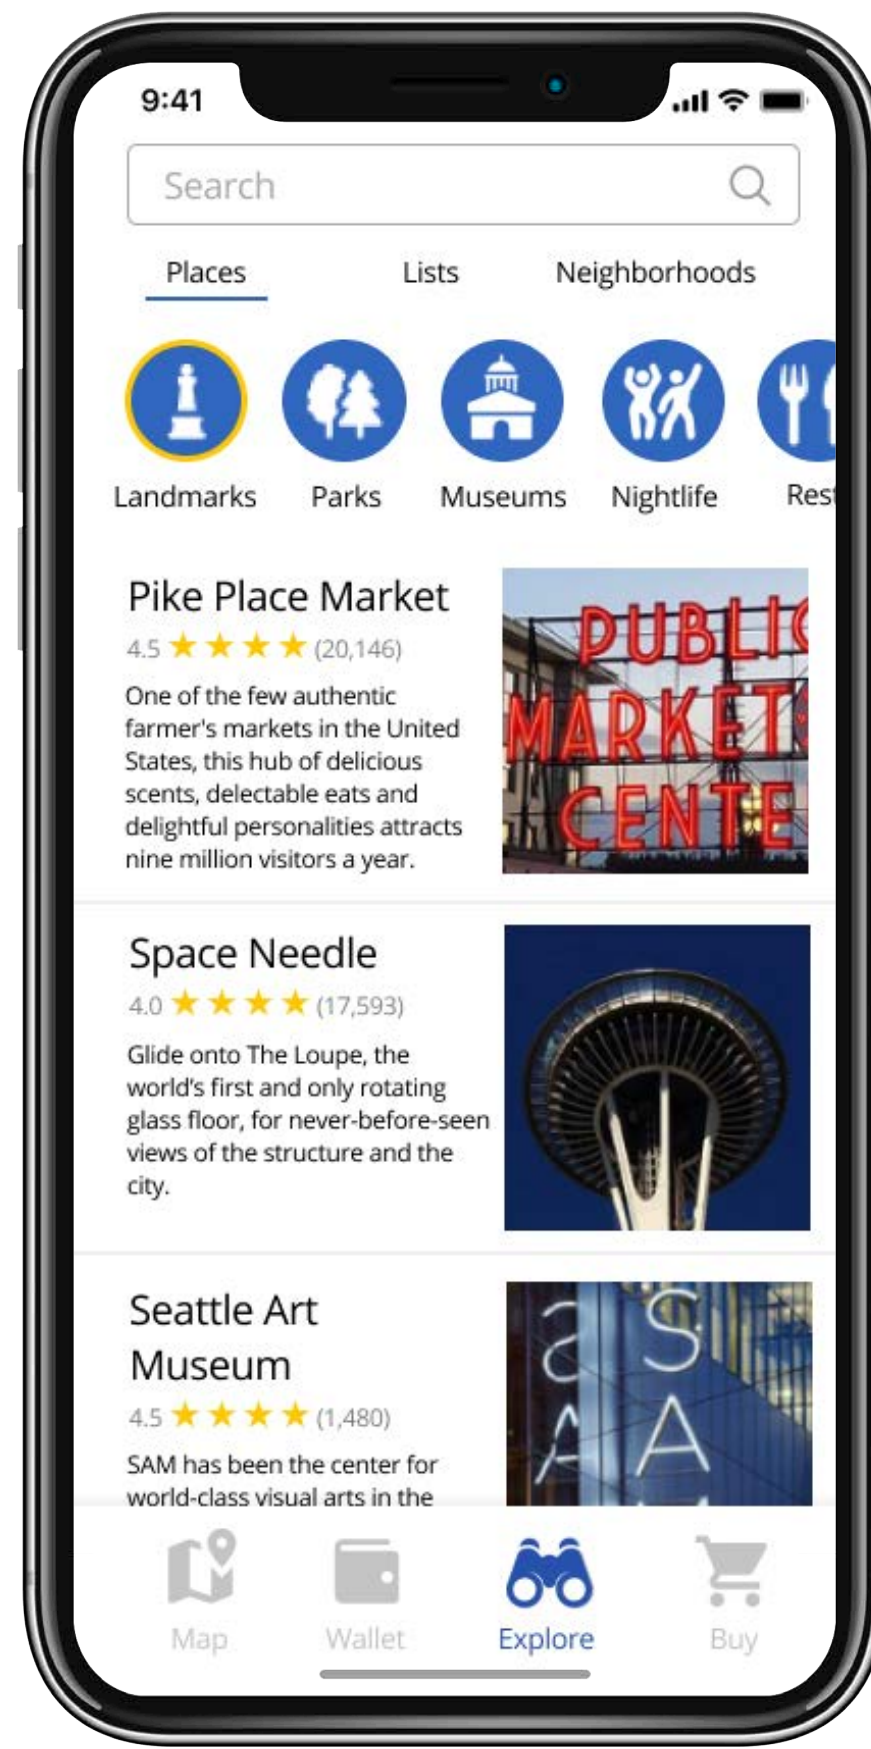 9:41
Search
Places Lists Neighborhoods
Landmarks Parks Museums Nightlife Rest
Pike Place Market
4.5 ★ ★ ★ ★ (20,146)
One of the few authentic
farmer's markets in the United
States, this hub of delicious
scents, delectable eats and
delightful personalities attracts
nine million visitors a year.
PUBLIC
MARKET
CENTE
Space Needle
4.0 ★ ★ ★ ★ (17,593)
Glide onto The Loupe, the
world's first and only rotating
glass floor, for never-before-seen
views of the structure and the
city.
Seattle Art
Museum
4.5 ★ ★ ★ ★ (1,480)
SAM has been the center for
world-class visual arts in the
S
A
Map Wallet Explore Buy